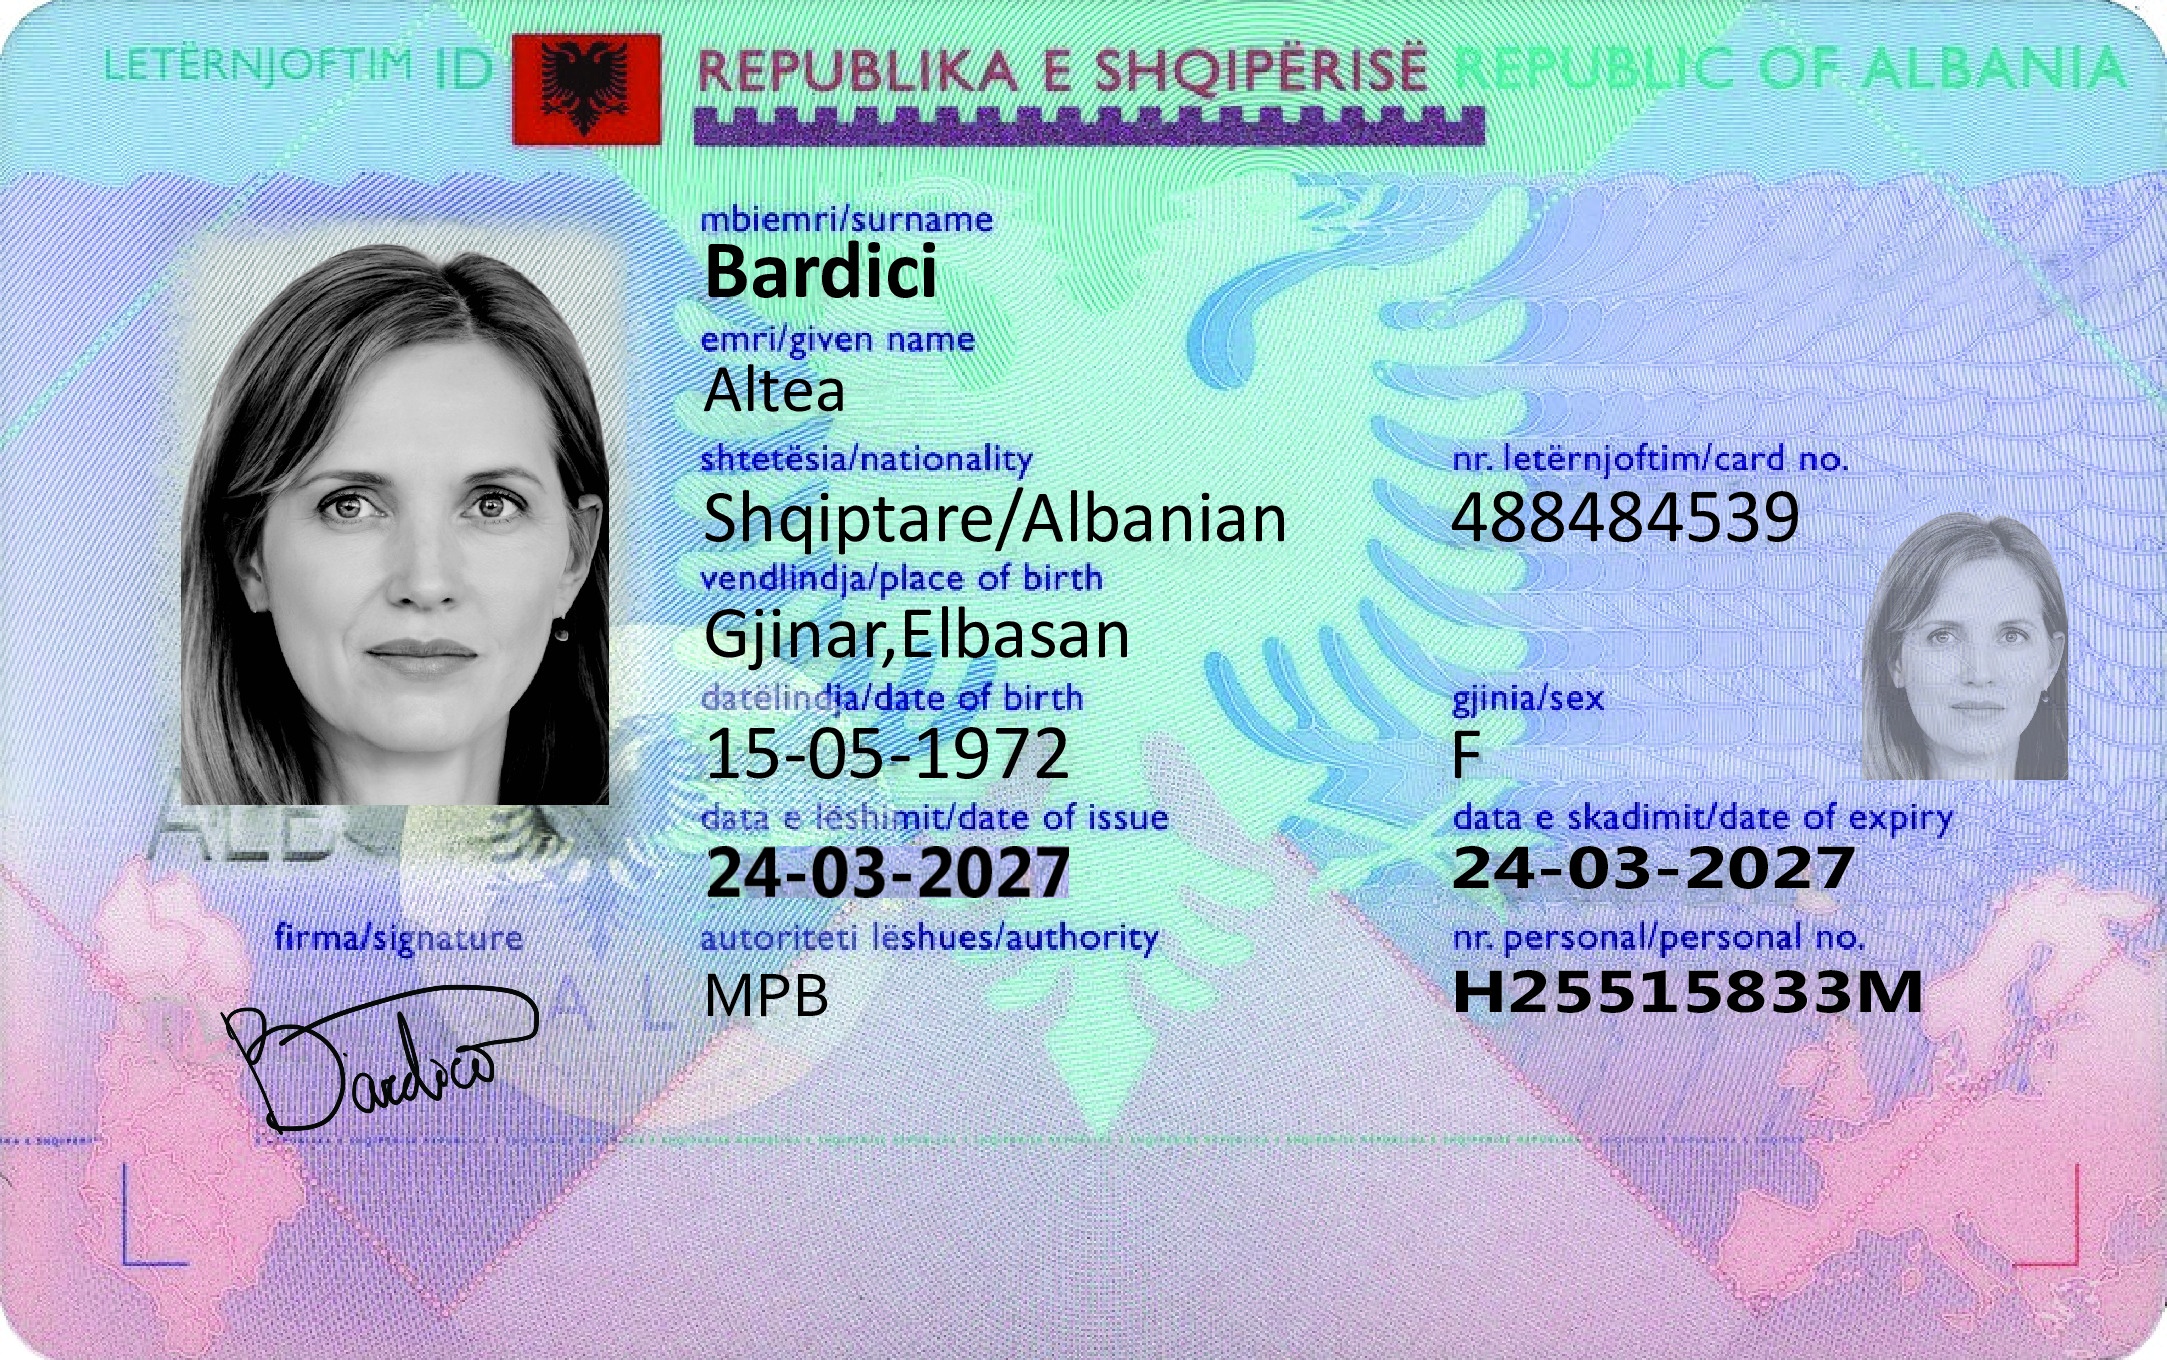 LETËRNJOFTIM ID REPUBLIKA E SHQIPËRISË REPUBLIC OF ALBANIA
mbiemri/surname
Bardici
emri/given name
Altea
shtetësia/nationality nr. letërnjoftim/card no.
Shqiptare/Albanian 488484539
vendlindja/place of birth
Gjinar,Elbasan
datëlindja/date of birth gjinia/sex
15-05-1972 F
data e lëshimit/date of issue data e skadimit/date of expiry
24-03-2027 24-03-2027
firma/signature autoriteti lëshues/authority nr. personal/personal no.
MPB H25515833M
Bardici